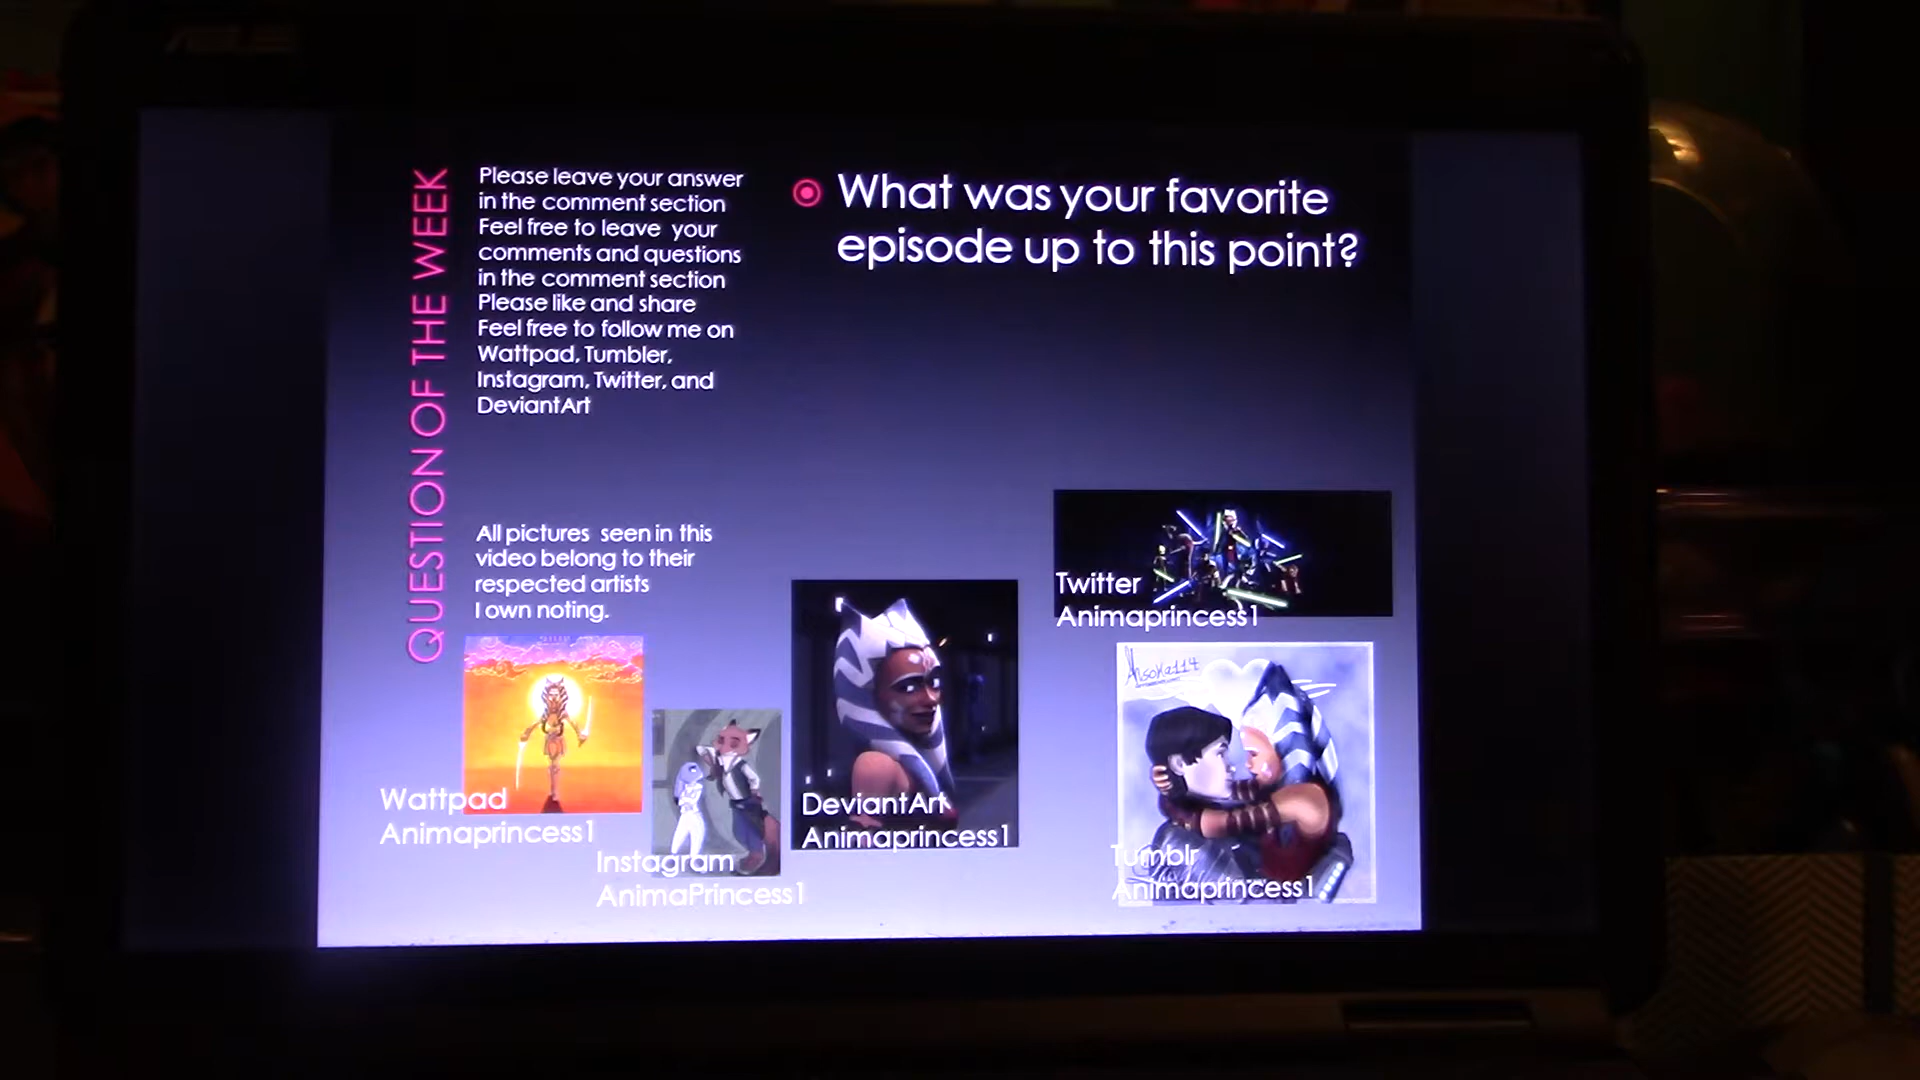 ASUS
QUESTION OF THE WEEK
Please leave your answer
in the comment section
Feel free to leave your
comments and questions
in the comment section
Please like and share
Feel free to follow me on
Wattpad, Tumbler,
Instagram, Twitter, and
DeviantArt
All pictures seen in this
video belong to their
respected artists
I own noting.
What was your favorite
episode up to this point?
Twitter
Animaprincess1
Ahsoka114
Wattpad
Animaprincess1
Instagram
AnimaPrincess1
DeviantArt
Animaprincess1
Tumblr
Animaprincess1